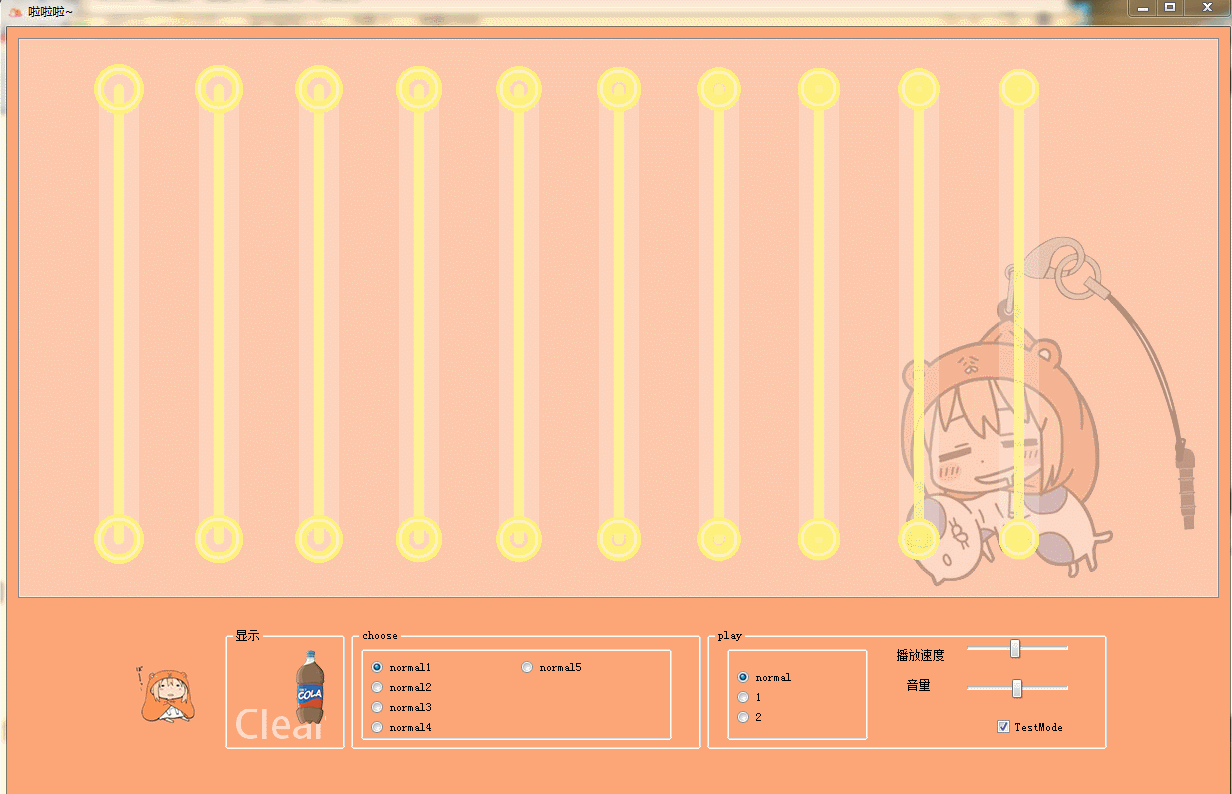 啦啦啦~
显示
COLA
Clear
choose
normal1
normal2
normal3
normal4
normal5
play
normal
1
2
播放速度
音量
TestMode